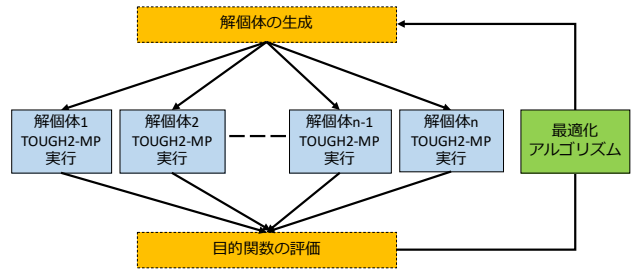 解個体の生成
解個体1
TOUGH2-MP
実行
解個体2
TOUGH2-MP
実行
解個体n-1
TOUGH2-MP
実行
解個体n
TOUGH2-MP
実行
最適化
アルゴリズム
目的関数の評価